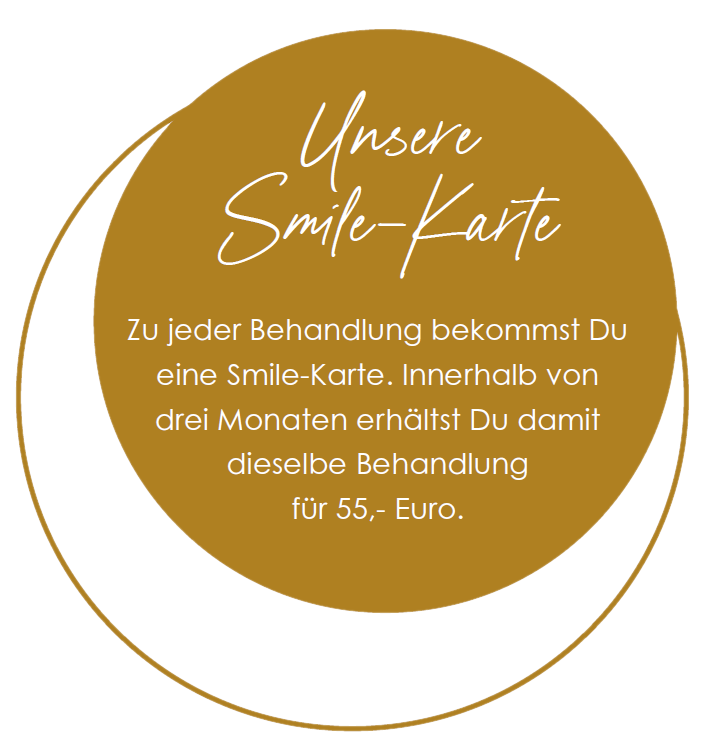 Unsere
Smile-Karte
Zu jeder Behandlung bekommst Du
eine Smile-Karte. Innerhalb von
drei Monaten erhältst Du damit
dieselbe Behandlung
für 55,- Euro.